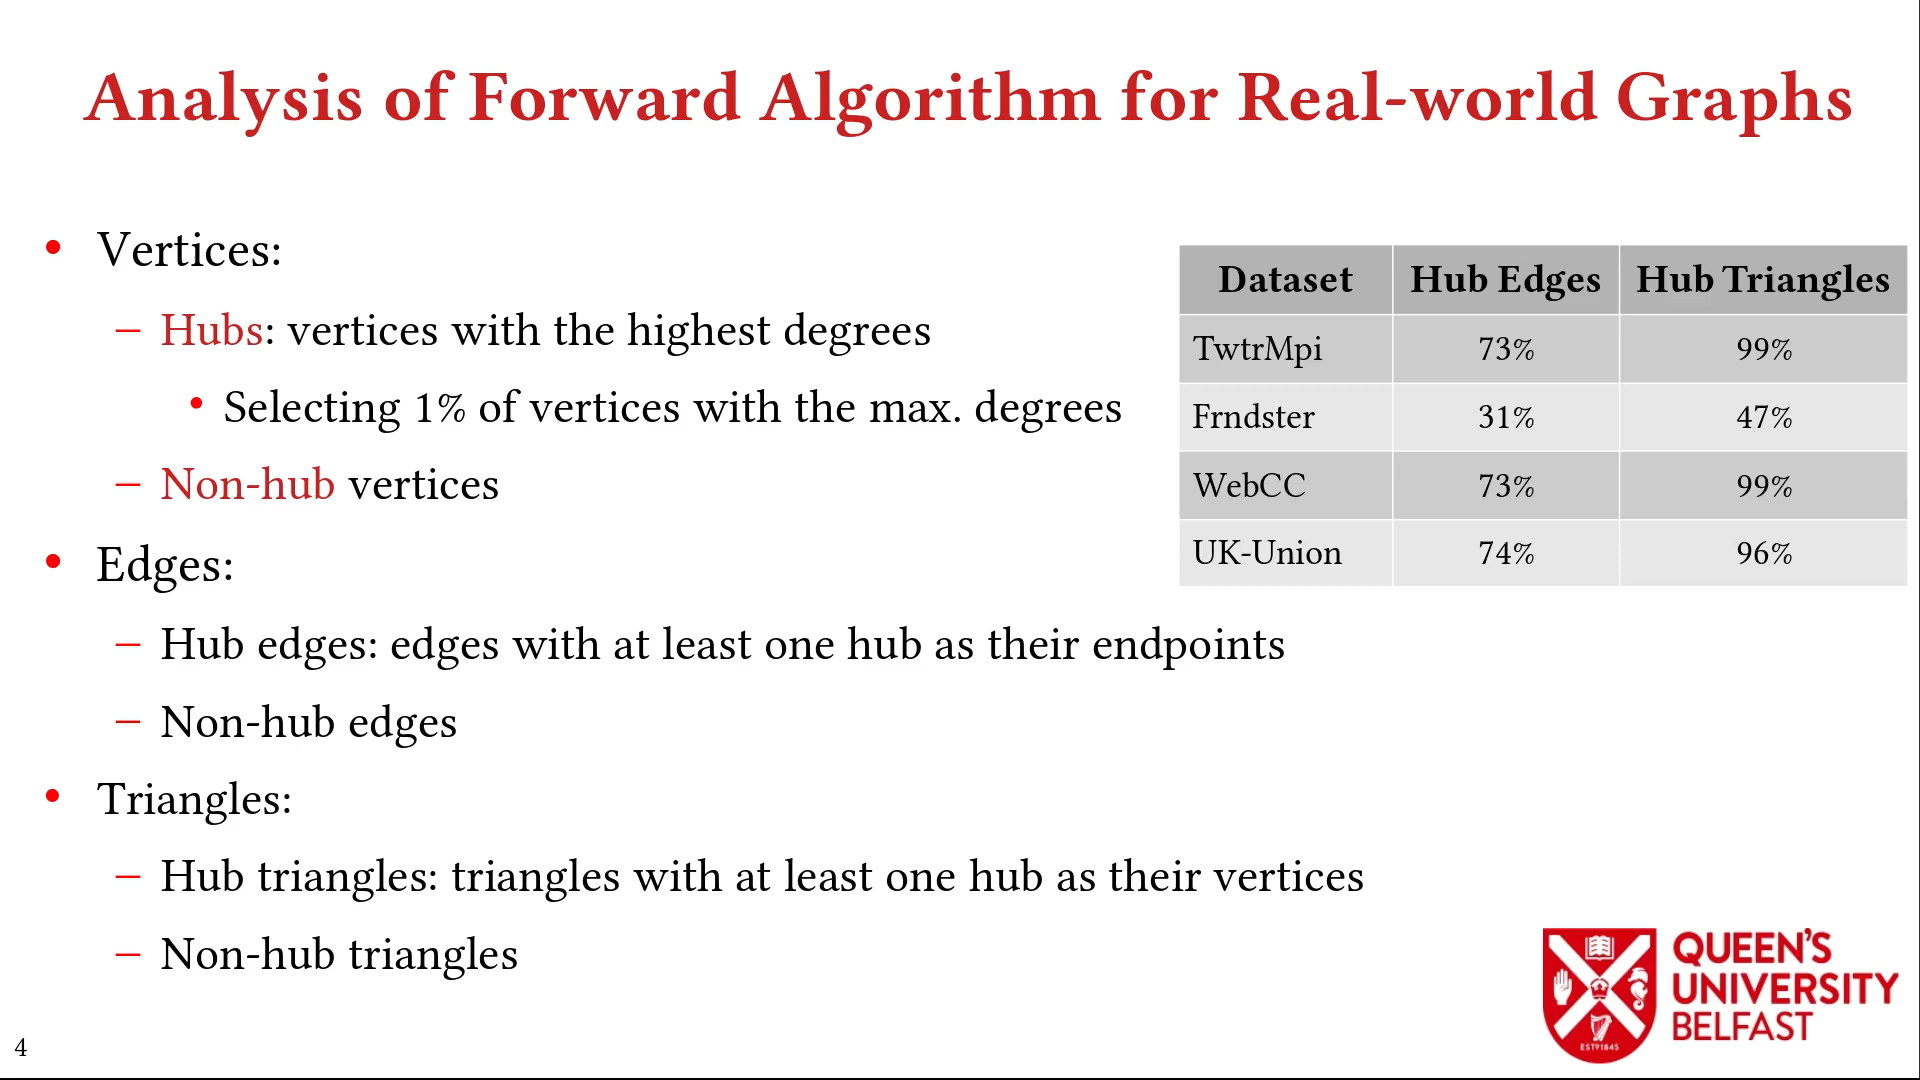 Analysis of Forward Algorithm for Real-world Graphs
• Vertices:
– Hubs: vertices with the highest degrees
• Selecting 1% of vertices with the max. degrees
– Non-hub vertices
• Edges:
– Hub edges: edges with at least one hub as their endpoints
– Non-hub edges
• Triangles:
– Hub triangles: triangles with at least one hub as their vertices
– Non-hub triangles
Dataset Hub Edges Hub Triangles
TwtrMpi 73% 99%
Frndster 31% 47%
WebCC 73% 99%
UK-Union 74% 96%
QUEEN'S
UNIVERSITY
BELFAST
ESTD1845
4